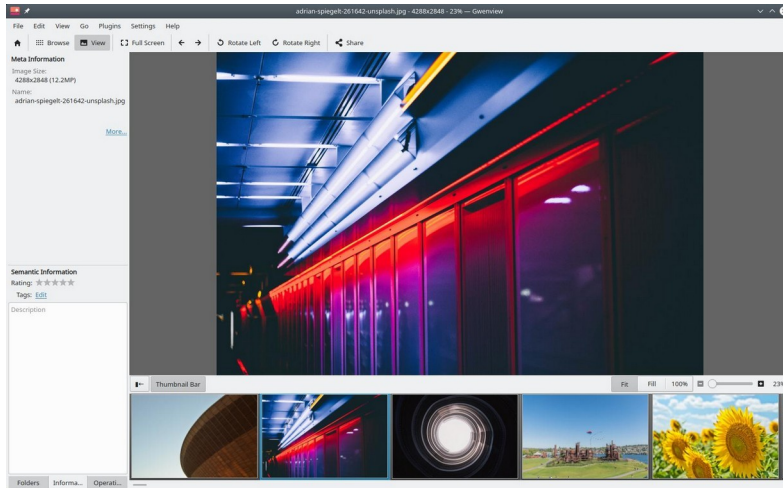 adrian-spiegelt-261642-unsplash.jpg - 4288x2848 - 23% — Gwenview
File Edit View Go Plugins Settings Help
Browse View Full Screen Rotate Left Rotate Right Share
Meta Information
Image Size:
4288x2848 (12.2MP)
Name:
adrian-spiegelt-261642-unsplash.jpg
More...
Semantic Information
Rating:
Tags: Edit
Description
Thumbnail Bar Fit Fill 100% 23%
Folders Informa... Operati...